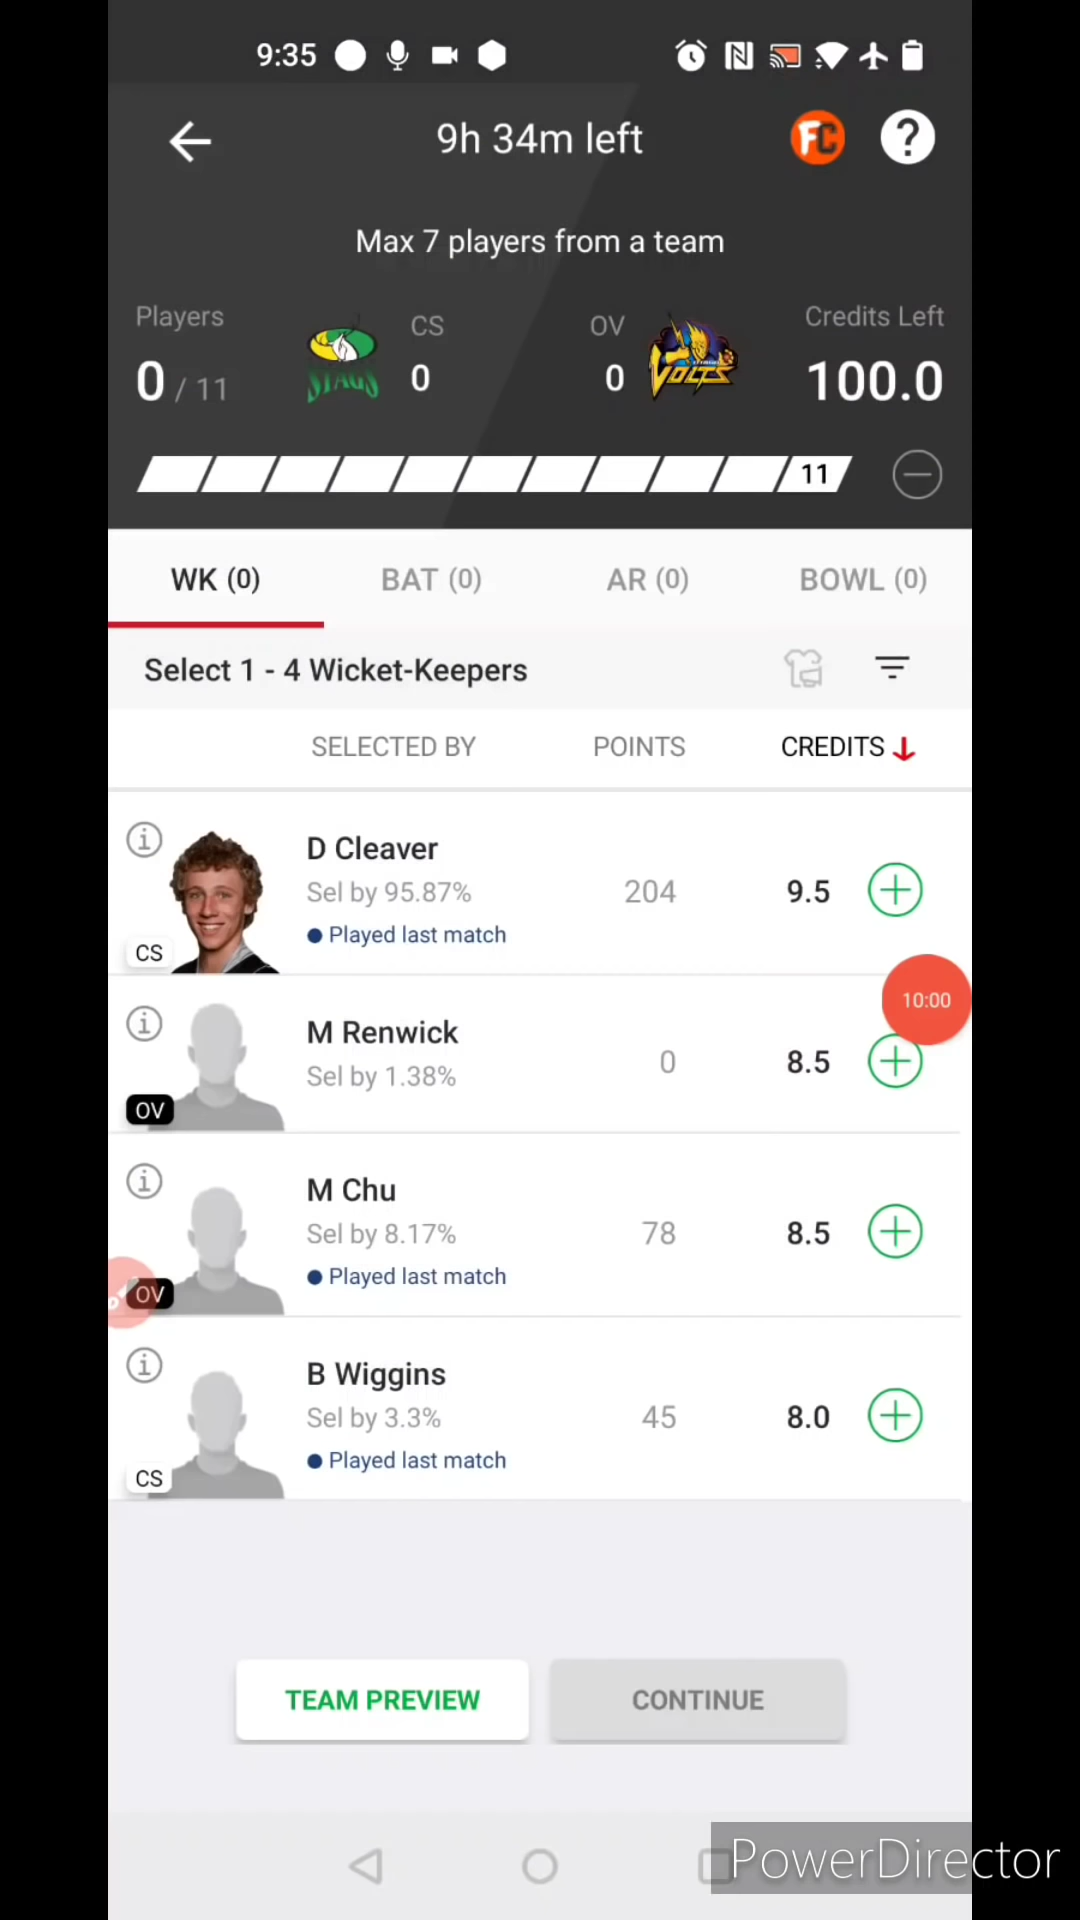 9:35
9h 34m left
FC
?
Max 7 players from a team
Players
CS
OV
Credits Left
0 / 11
STAGS
0
0
VOLTS
100.0
11
WK (0)
BAT (0)
AR (0)
BOWL (0)
Select 1 - 4 Wicket-Keepers
SELECTED BY
POINTS
CREDITS
D Cleaver
Sel by 95.87%
204
9.5
Played last match
CS
10:00
M Renwick
Sel by 1.38%
0
8.5
OV
M Chu
Sel by 8.17%
78
8.5
Played last match
OV
B Wiggins
Sel by 3.3%
45
8.0
Played last match
CS
TEAM PREVIEW
CONTINUE
PowerDirector